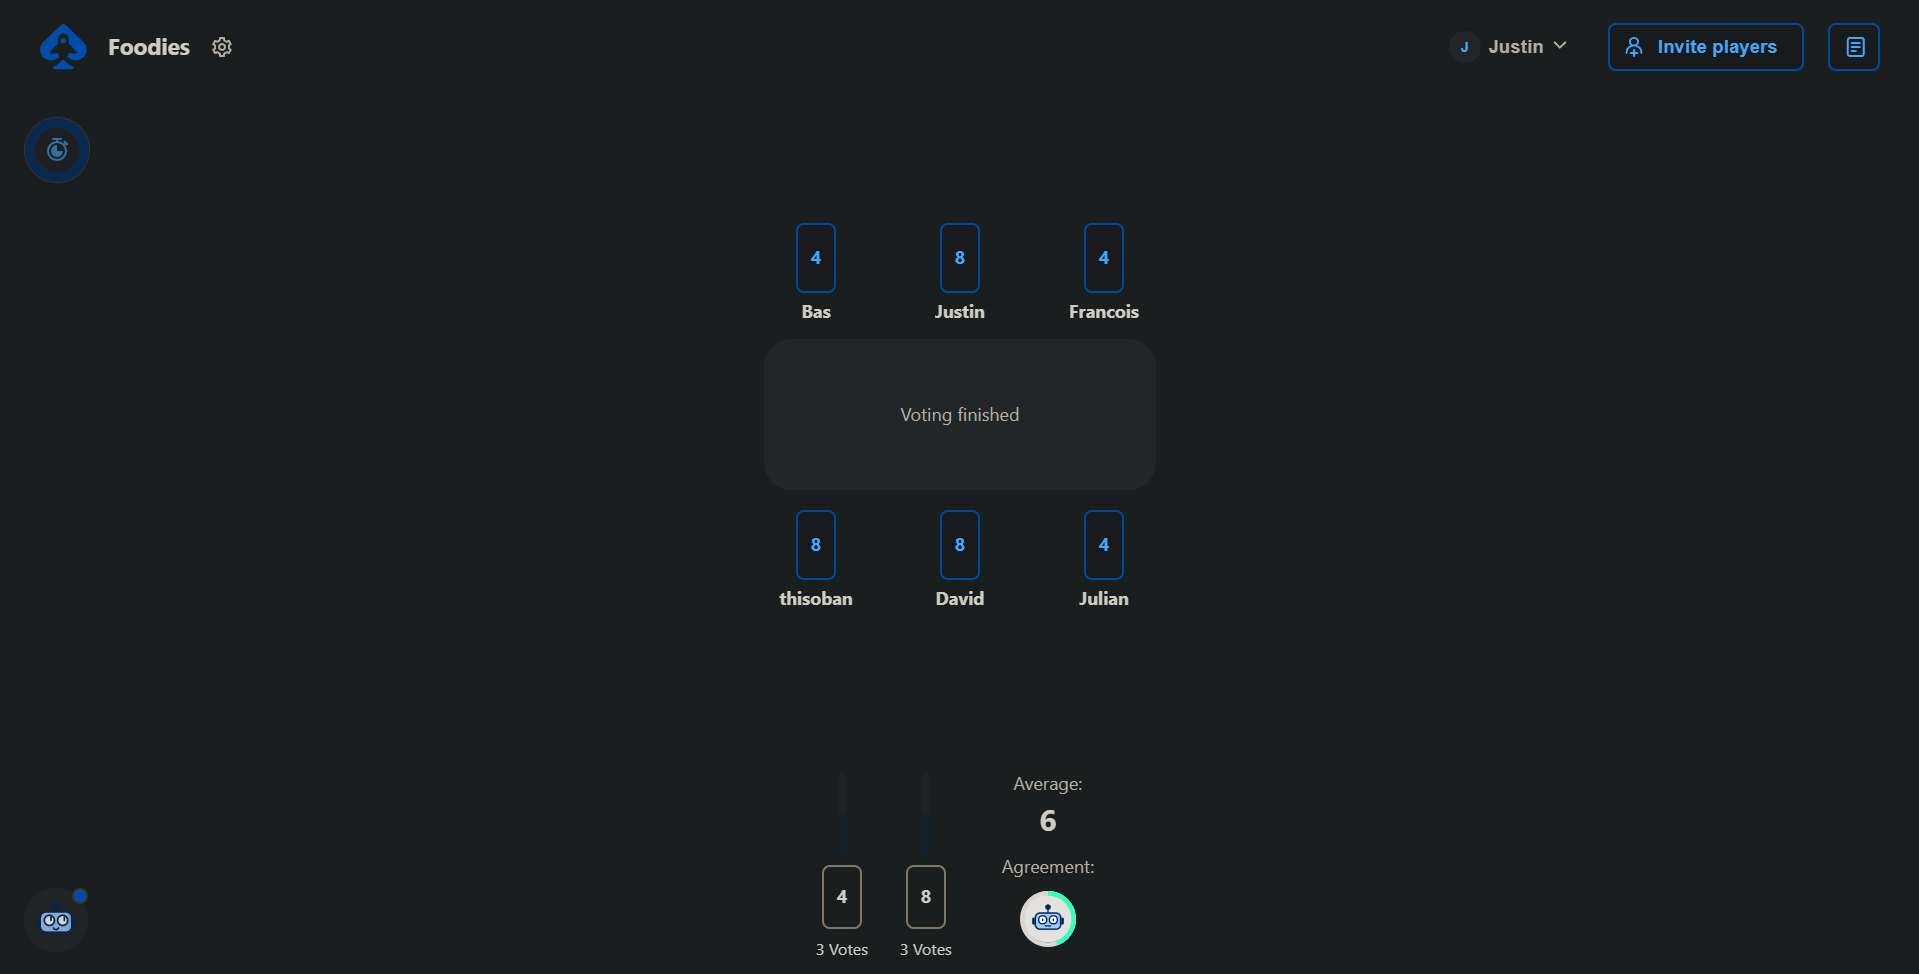 Foodies
J
Justin
Invite players
4
8
4
Bas
Justin
Francois
Voting finished
8
8
4
thisoban
David
Julian
Average:
6
Agreement:
4
8
3 Votes
3 Votes